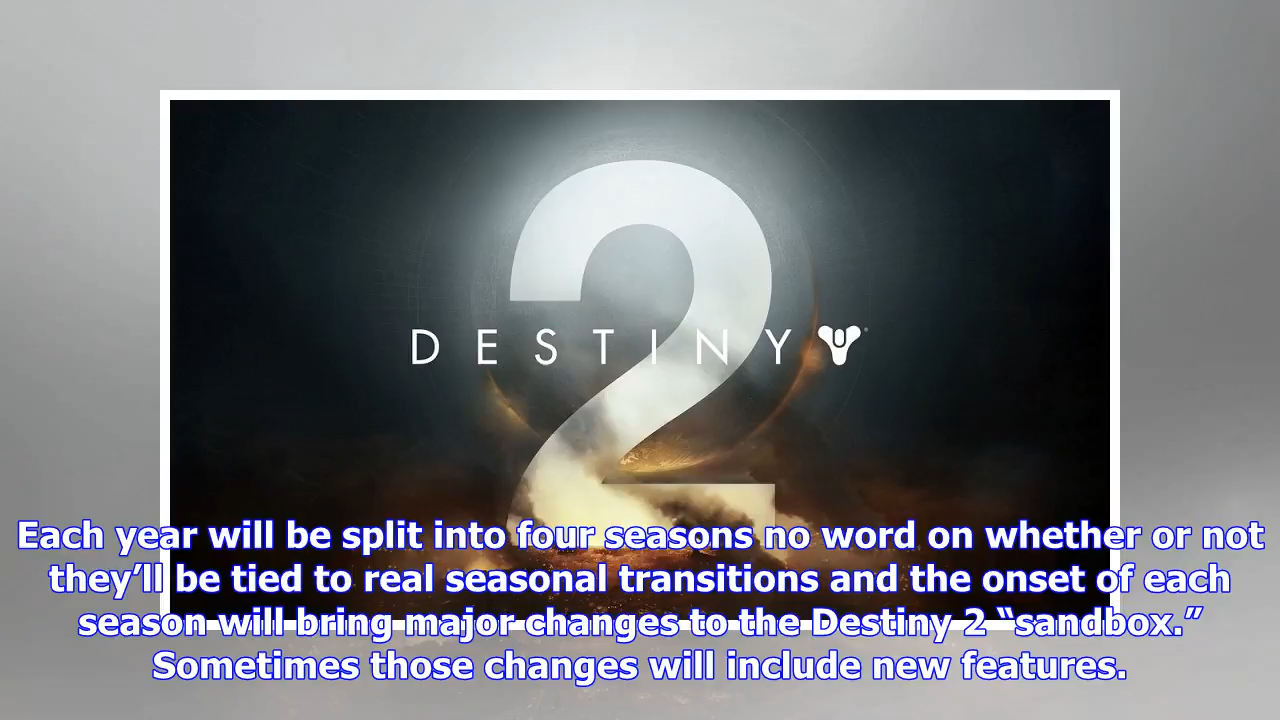 2
DESTINY
Each year will be split into four seasons no word on whether or not
they’ll be tied to real seasonal transitions and the onset of each
season will bring major changes to the Destiny 2 “sandbox.”
Sometimes those changes will include new features.